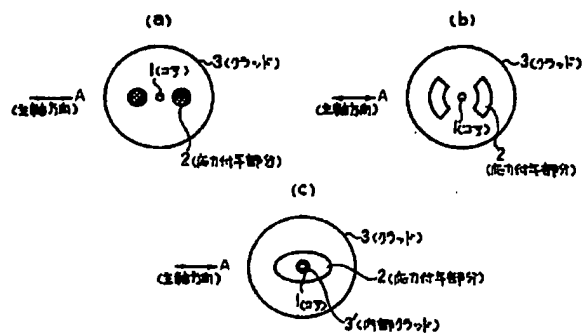 (a)
3(クラッド)
1(コア)
A
(主軸方向)
2(応力付与部分)
(b)
3(クラッド)
A
(主軸方向)
1(コア)
2
(応力付与部分)
(c)
3(クラッド)
A
(主軸方向)
2(応力付与部分)
1(コア)
3'(内部クラッド)